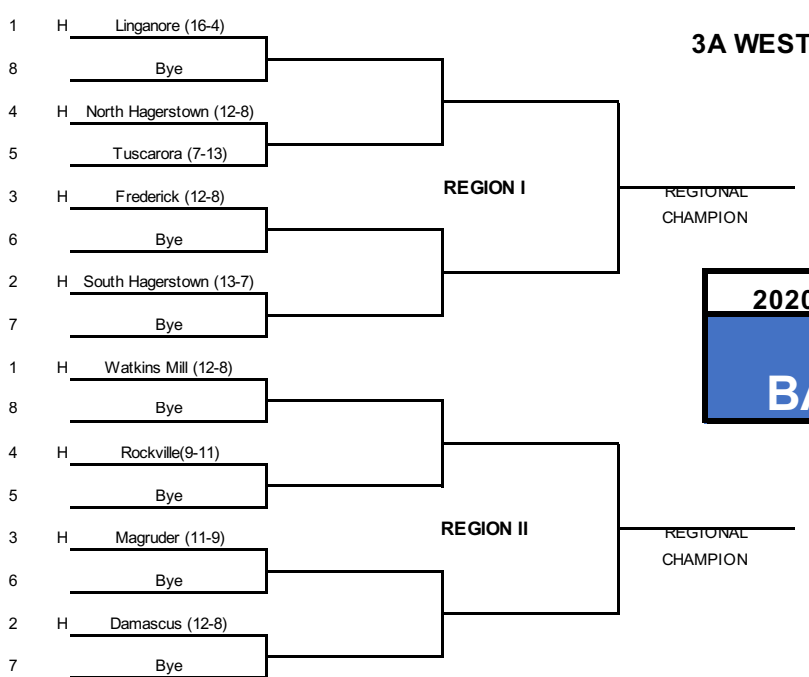 3A WEST
1 H Linganore (16-4)
8 Bye
4 H North Hagerstown (12-8)
5 Tuscarora (7-13)
3 H Frederick (12-8)
6 Bye
2 H South Hagerstown (13-7)
7 Bye
REGION I
REGIONAL
CHAMPION
2020
BA
1 H Watkins Mill (12-8)
8 Bye
4 H Rockville(9-11)
5 Bye
3 H Magruder (11-9)
6 Bye
2 H Damascus (12-8)
7 Bye
REGION II
REGIONAL
CHAMPION